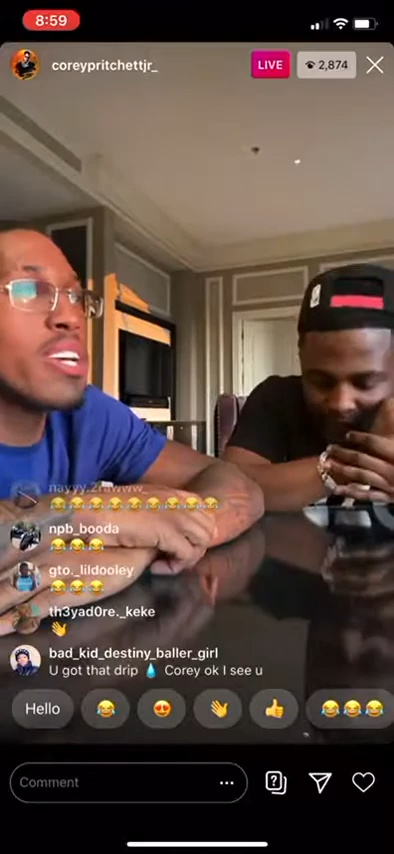 8:59
coreypritchettjr_
LIVE
2,874
😂😂😂😂😂😂😂😂😂
npb_booda
😂😂😂
gto._lildooley
😂😂😂
th3yad0re._keke
👋
bad_kid_destiny_baller_girl
U got that drip 💧 Corey ok I see u
Hello 😂 😍 👋 👍 😂😂😂
Comment